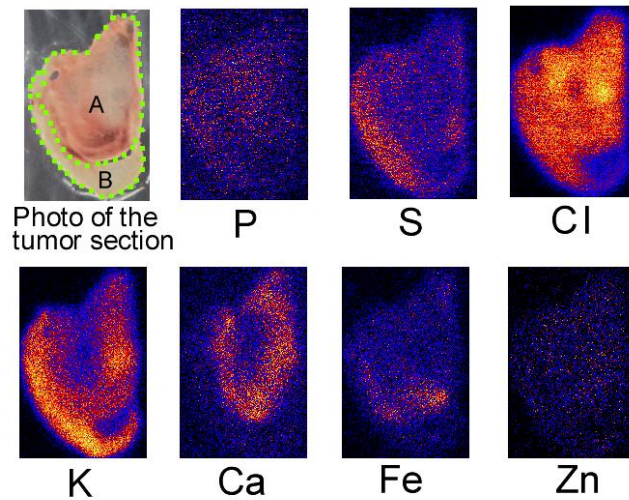 A
B
Photo of the
tumor section
P
S
Cl
K
Ca
Fe
Zn